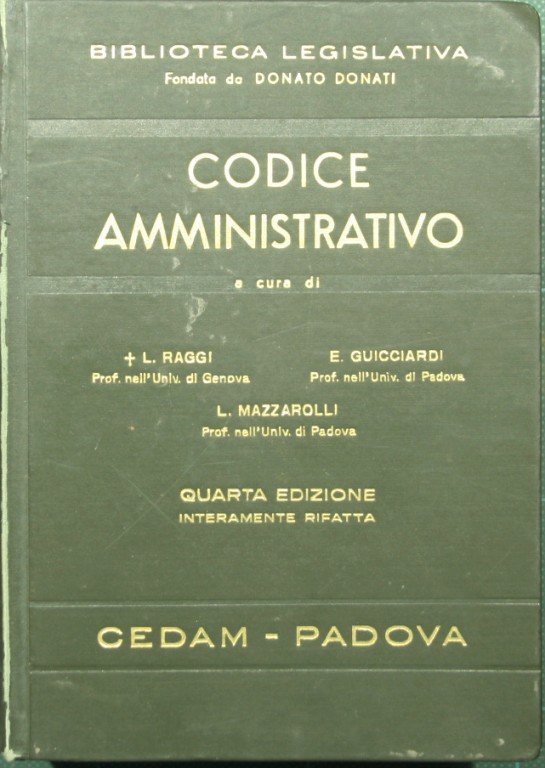 BIBLIOTECA LEGISLATIVA
Fondata da DONATO DONATI
CODICE
AMMINISTRATIVO
a cura di
✝ L. RAGGI
Prof. nell'Univ. di Genova
E. GUICCIARDI
Prof. nell'Univ. di Padova
L. MAZZAROLLI
Prof. nell'Univ. di Padova
QUARTA EDIZIONE
INTERAMENTE RIFATTA
CEDAM - PADOVA